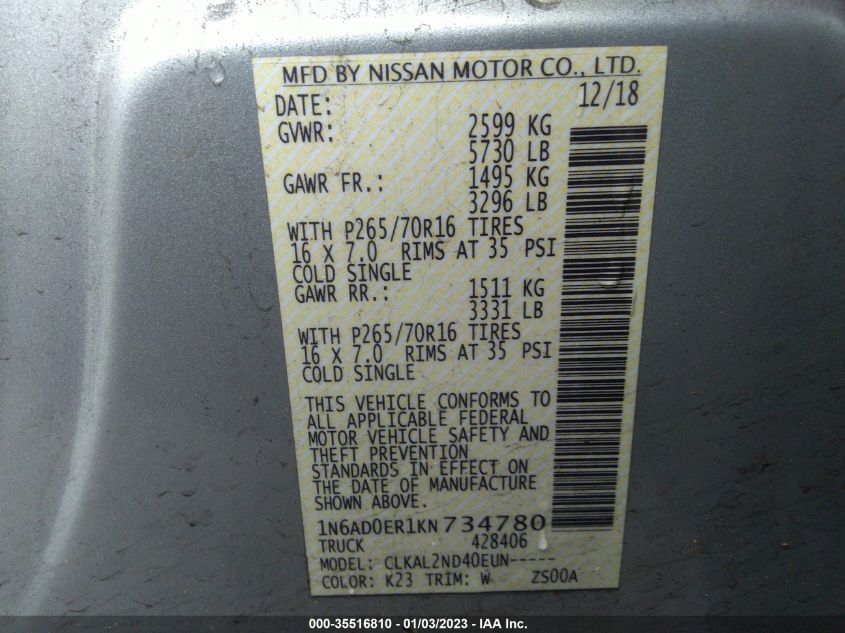 MFD BY NISSAN MOTOR CO., LTD.
DATE: 12/18
GVWR: 2599 KG
5730 LB
GAWR FR.: 1495 KG
3296 LB
WITH P265/70R16 TIRES
16 X 7.0 RIMS AT 35 PSI
COLD SINGLE
GAWR RR.: 1511 KG
3331 LB
WITH P265/70R16 TIRES
16 X 7.0 RIMS AT 35 PSI
COLD SINGLE
THIS VEHICLE CONFORMS TO
ALL APPLICABLE FEDERAL
MOTOR VEHICLE SAFETY AND
THEFT PREVENTION
STANDARDS IN EFFECT ON
THE DATE OF MANUFACTURE
SHOWN ABOVE.
1N6AD0ER1KN734780
TRUCK 428406
MODEL: CLKAL2ND40EUN-----
COLOR: K23 TRIM: W ZS00A
000-35516810 - 01/03/2023 - IAA Inc.